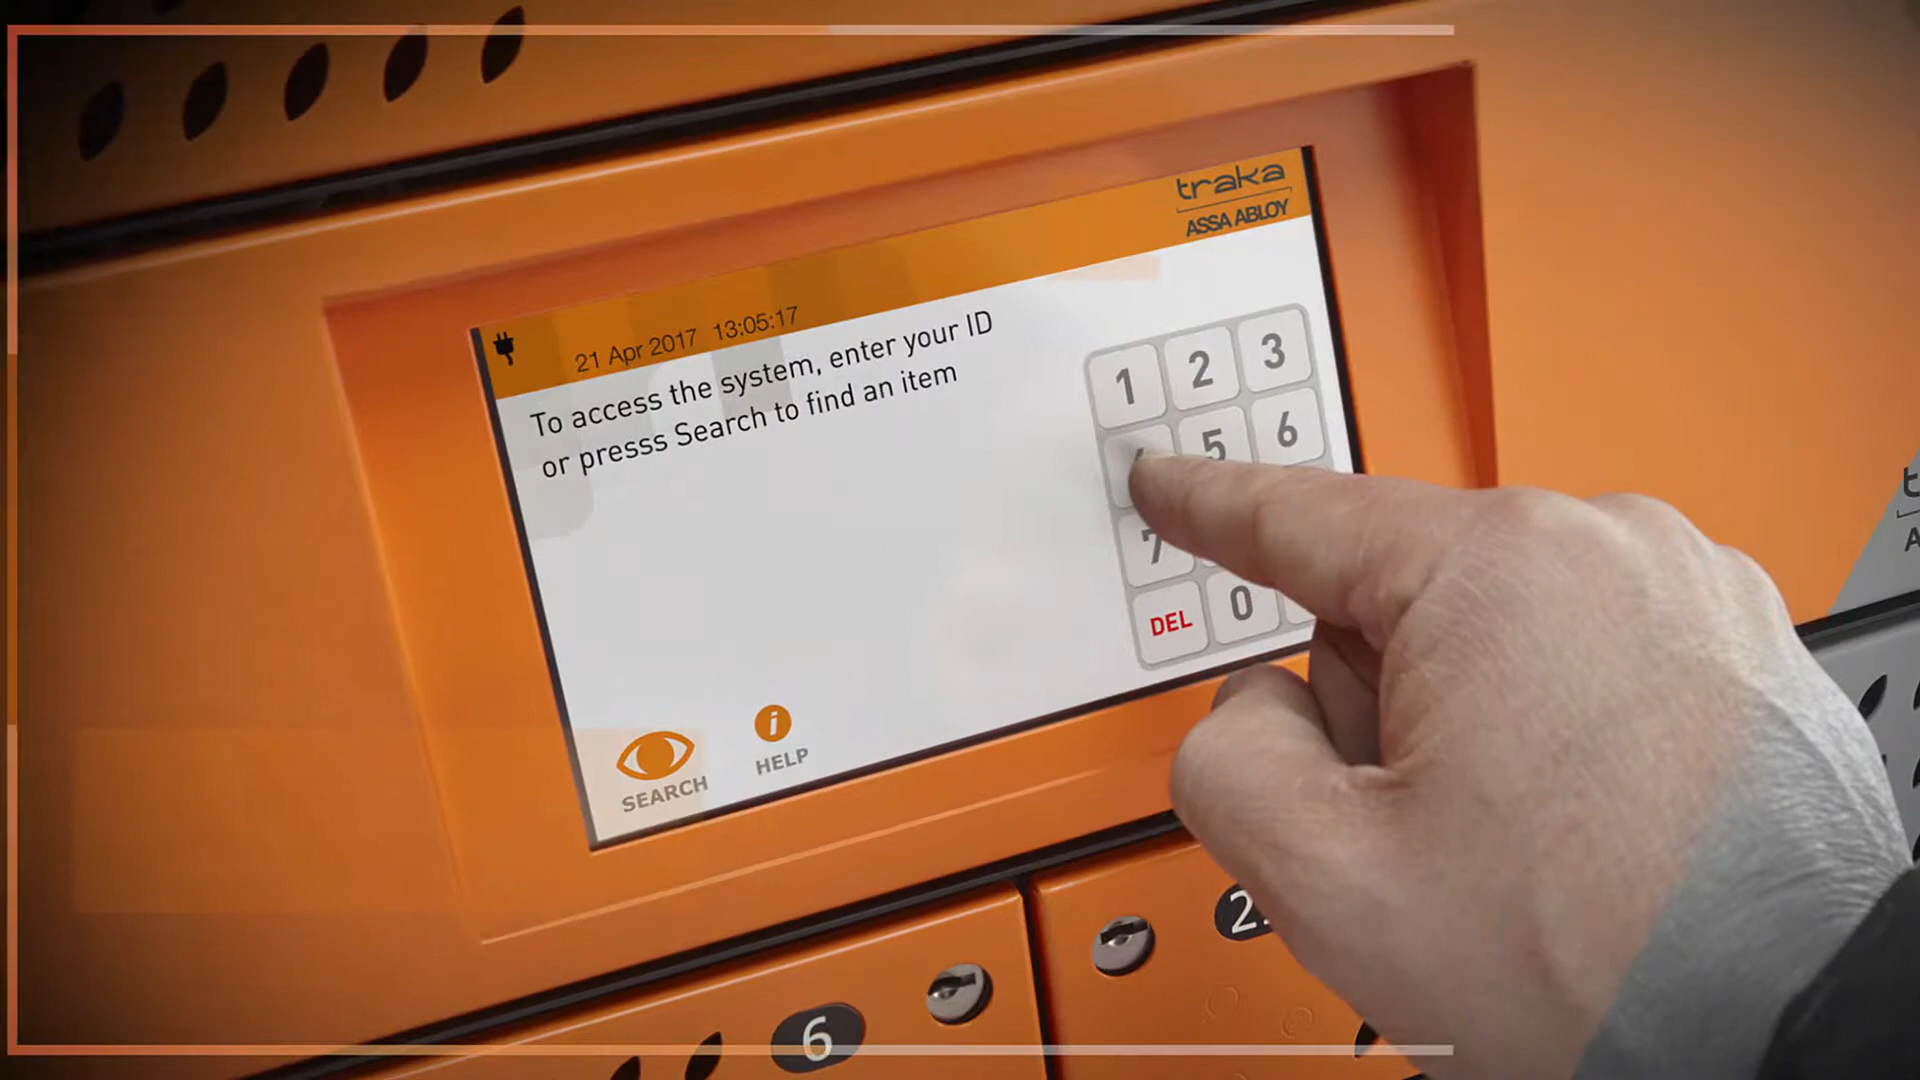 traka
ASSA ABLOY
21 Apr 2017 13:05:17
To access the system, enter your ID
or presss Search to find an item
1 2 3
5 6
7
DEL 0
SEARCH
HELP
6